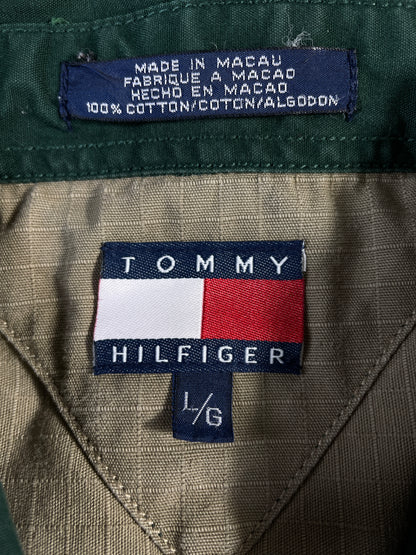 MADE IN MACAU
FABRIQUE A MACAO
HECHO EN MACAO
100% COTTON/COTON/ALGODON
TOMMY
HILFIGER
L/G